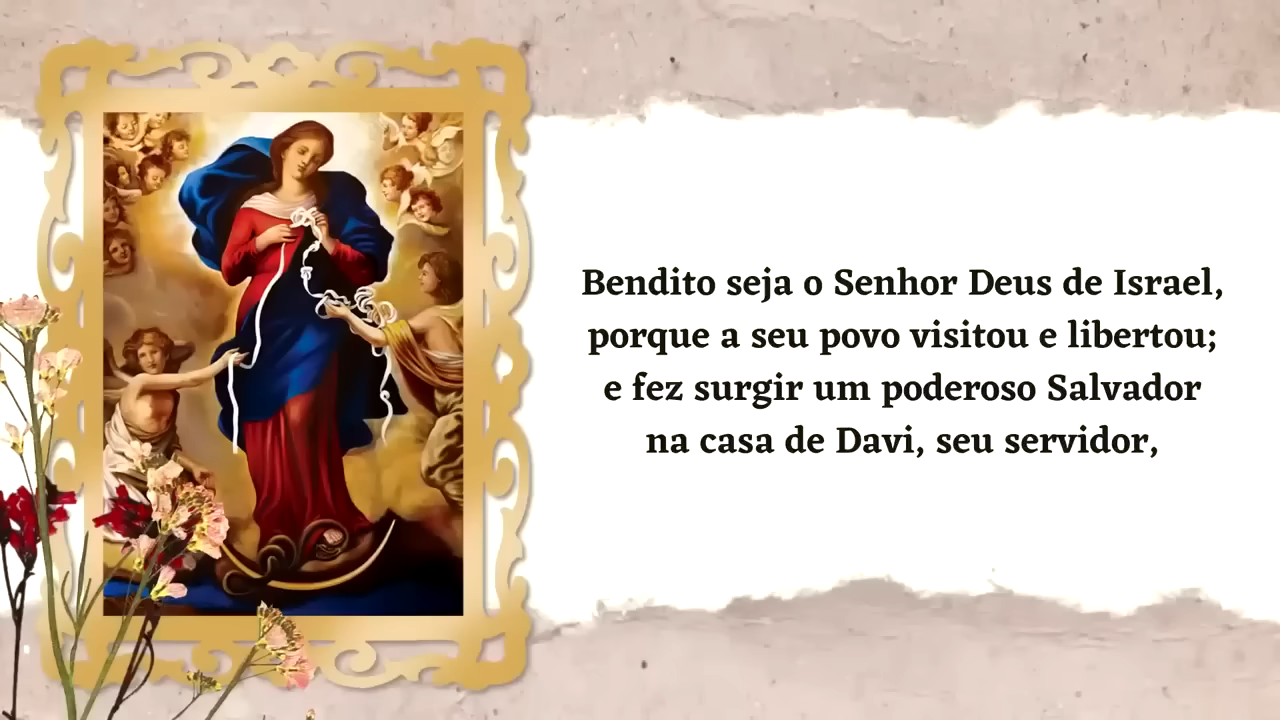 Bendito seja o Senhor Deus de Israel,
porque a seu povo visitou e libertou;
e fez surgir um poderoso Salvador
na casa de Davi, seu servidor,